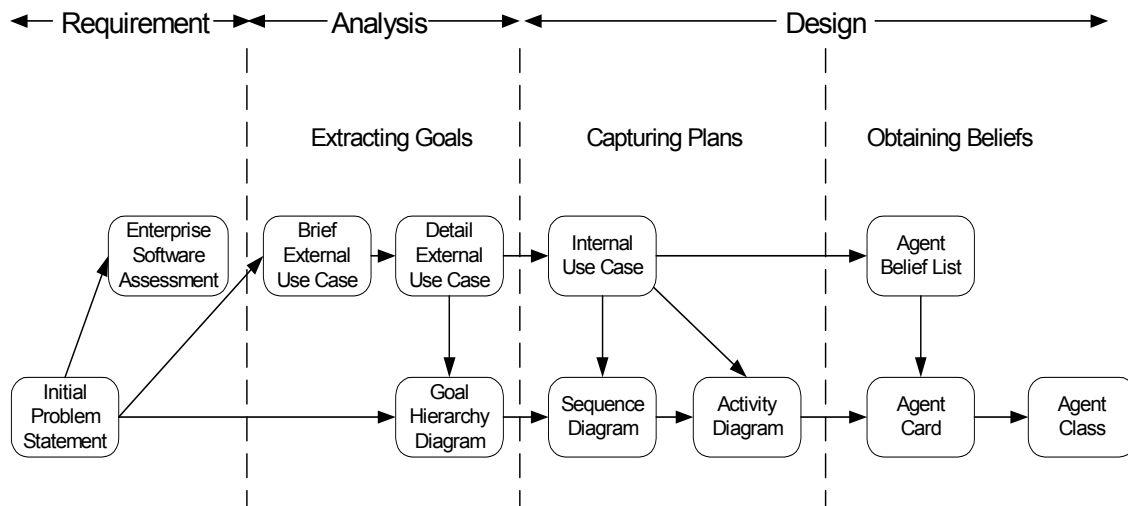 Requirement
Analysis
Design
Extracting Goals
Capturing Plans
Obtaining Beliefs
Enterprise
Software
Assessment
Brief
External
Use Case
Detail
External
Use Case
Internal
Use Case
Agent
Belief List
Initial
Problem
Statement
Goal
Hierarchy
Diagram
Sequence
Diagram
Activity
Diagram
Agent
Card
Agent
Class